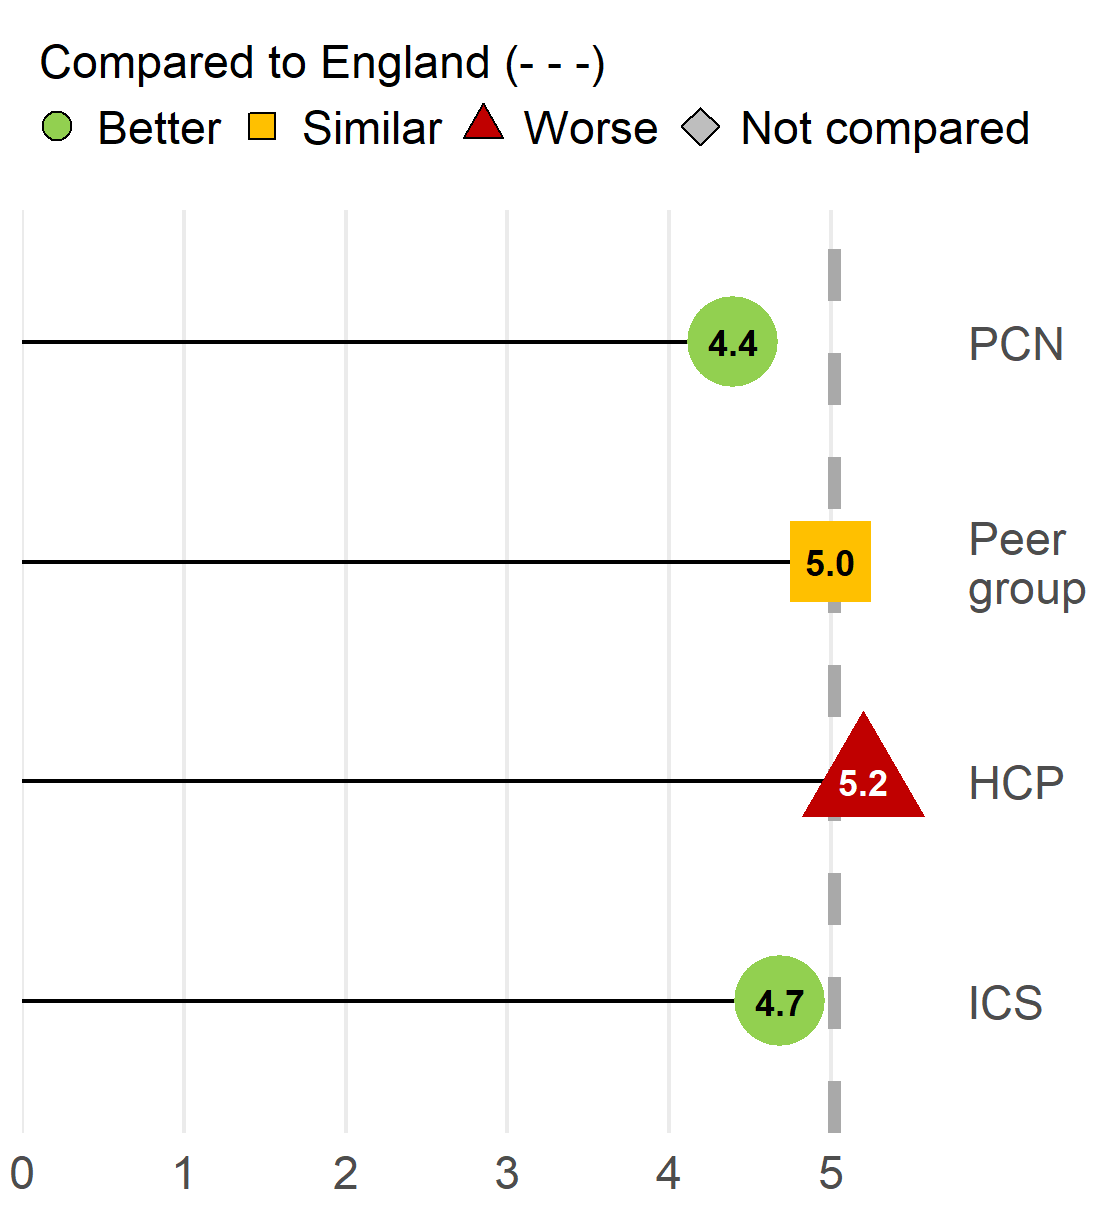 Compared to England (- - -)
Better Similar Worse Not compared
4.4 PCN
5.0 Peer
group
5.2 HCP
4.7 ICS
0 1 2 3 4 5